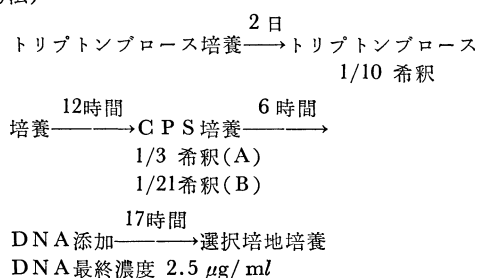 2日
トリプトンブロース培養──→トリプトンブロース
1/10 希釈
12時間 6時間
培養───→CPS培養───→
1/3 希釈(A)
1/21希釈(B)
17時間
DNA添加───→選択培地培養
DNA最終濃度 2.5 μg/ml